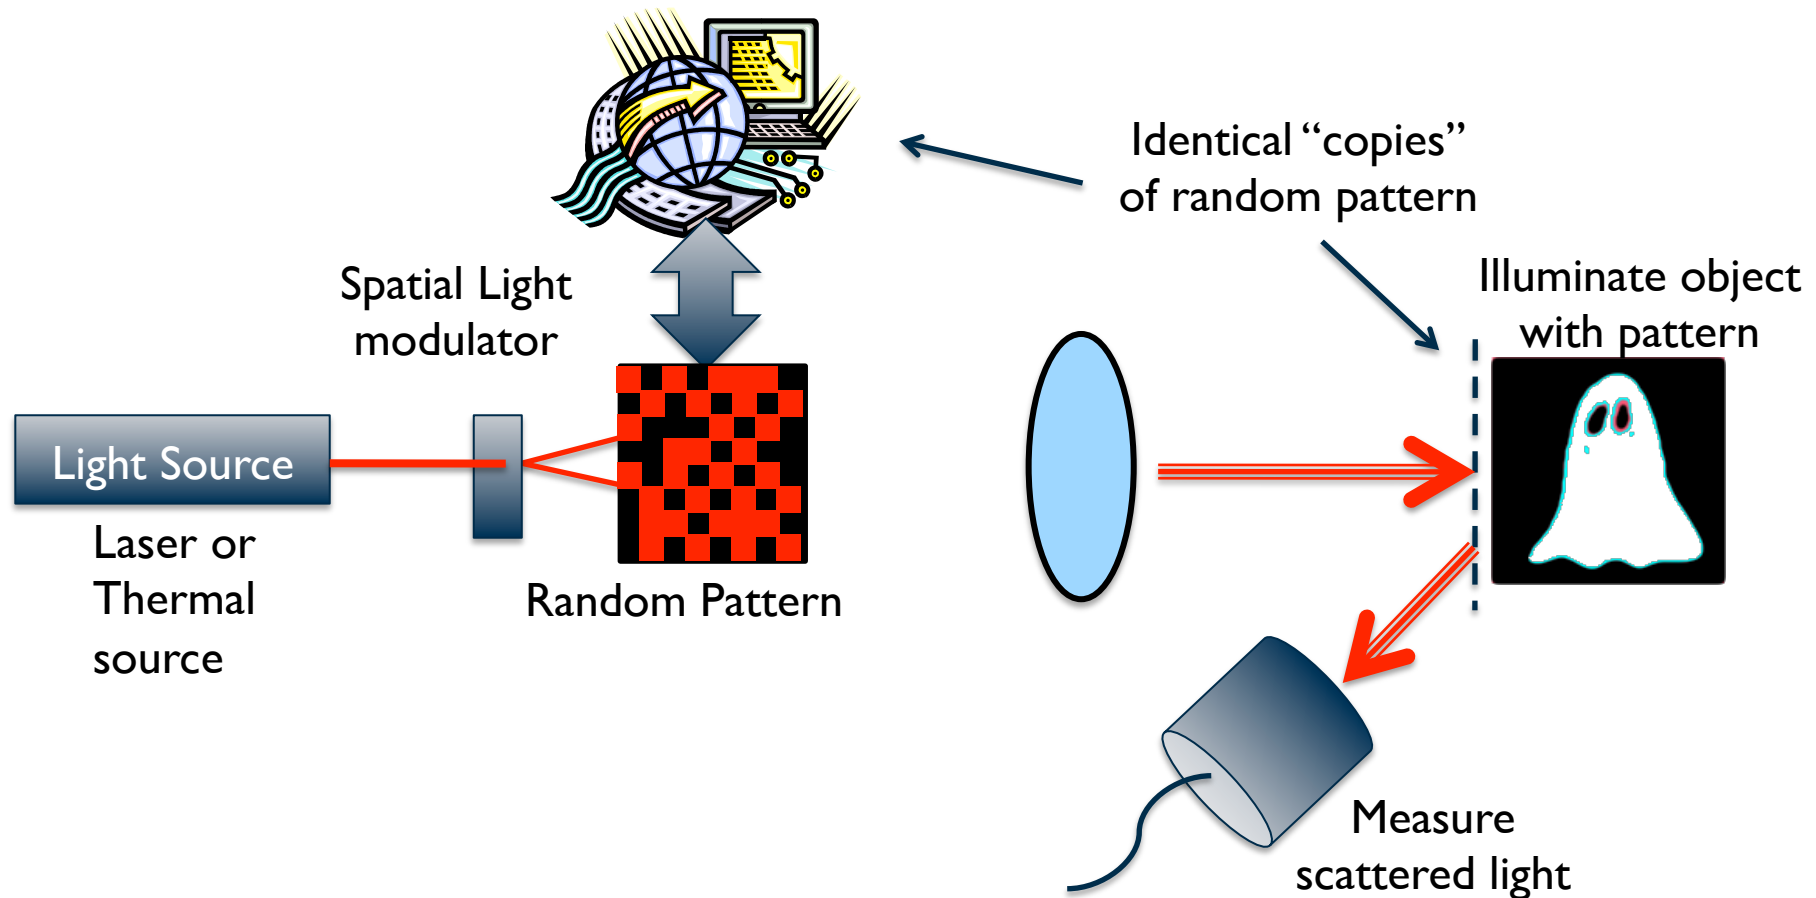 Identical “copies”
of random pattern
Spatial Light
modulator
Illuminate object
with pattern
Light Source
Laser or
Thermal
source
Random Pattern
Measure
scattered light